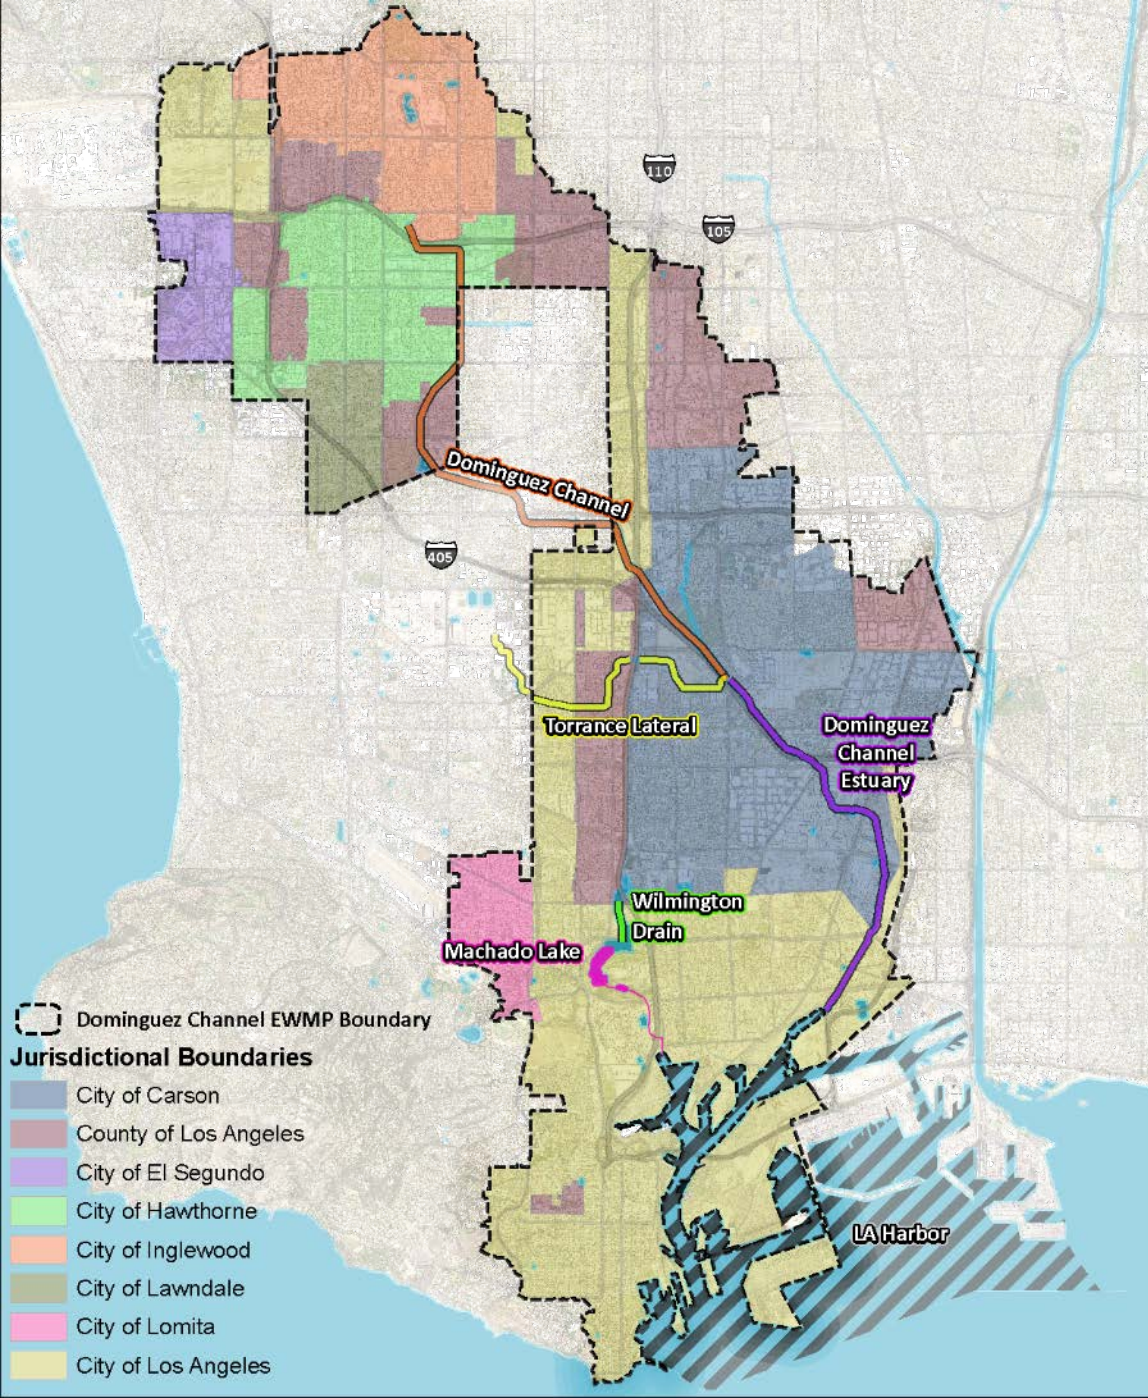 110
105
Dominguez Channel
405
Torrance Lateral
Dominguez
Channel
Estuary
Wilmington
Drain
Machado Lake
LA Harbor
Dominguez Channel EWMP Boundary
Jurisdictional Boundaries
City of Carson
County of Los Angeles
City of El Segundo
City of Hawthorne
City of Inglewood
City of Lawndale
City of Lomita
City of Los Angeles